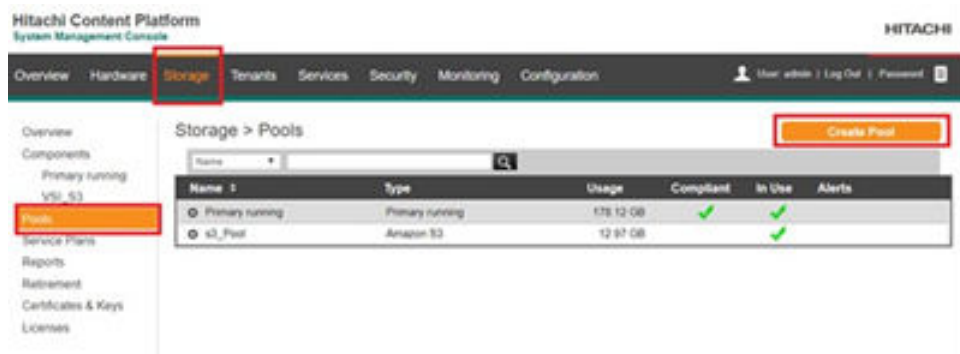 Hitachi Content Platform
System Management Console
HITACHI
Overview Hardware Storage Tenants Services Security Monitoring Configuration User: admin | Log Out | Password
Overview
Components
Primary running
VSI_S3
Pools
Service Plans
Reports
Retirement
Certificates & Keys
Licenses
Storage > Pools
Create Pool
Name
Name Type Usage Compliant In Use Alerts
Primary running Primary running 178.12 GB
s3_Pool Amazon S3 12.97 GB